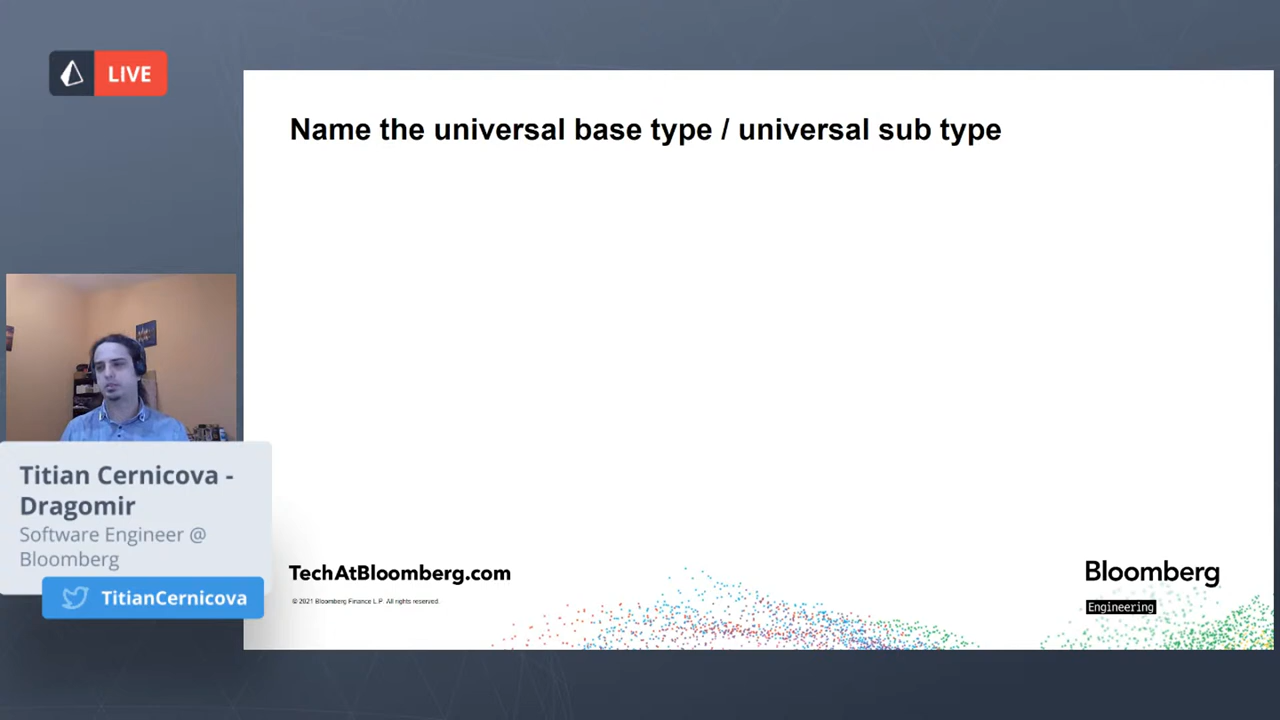 LIVE
Name the universal base type / universal sub type
Titian Cernicova -
Dragomir
Software Engineer @
Bloomberg
TitianCernicova
TechAtBloomberg.com
© 2021 Bloomberg Finance L.P. All rights reserved.
Bloomberg
Engineering